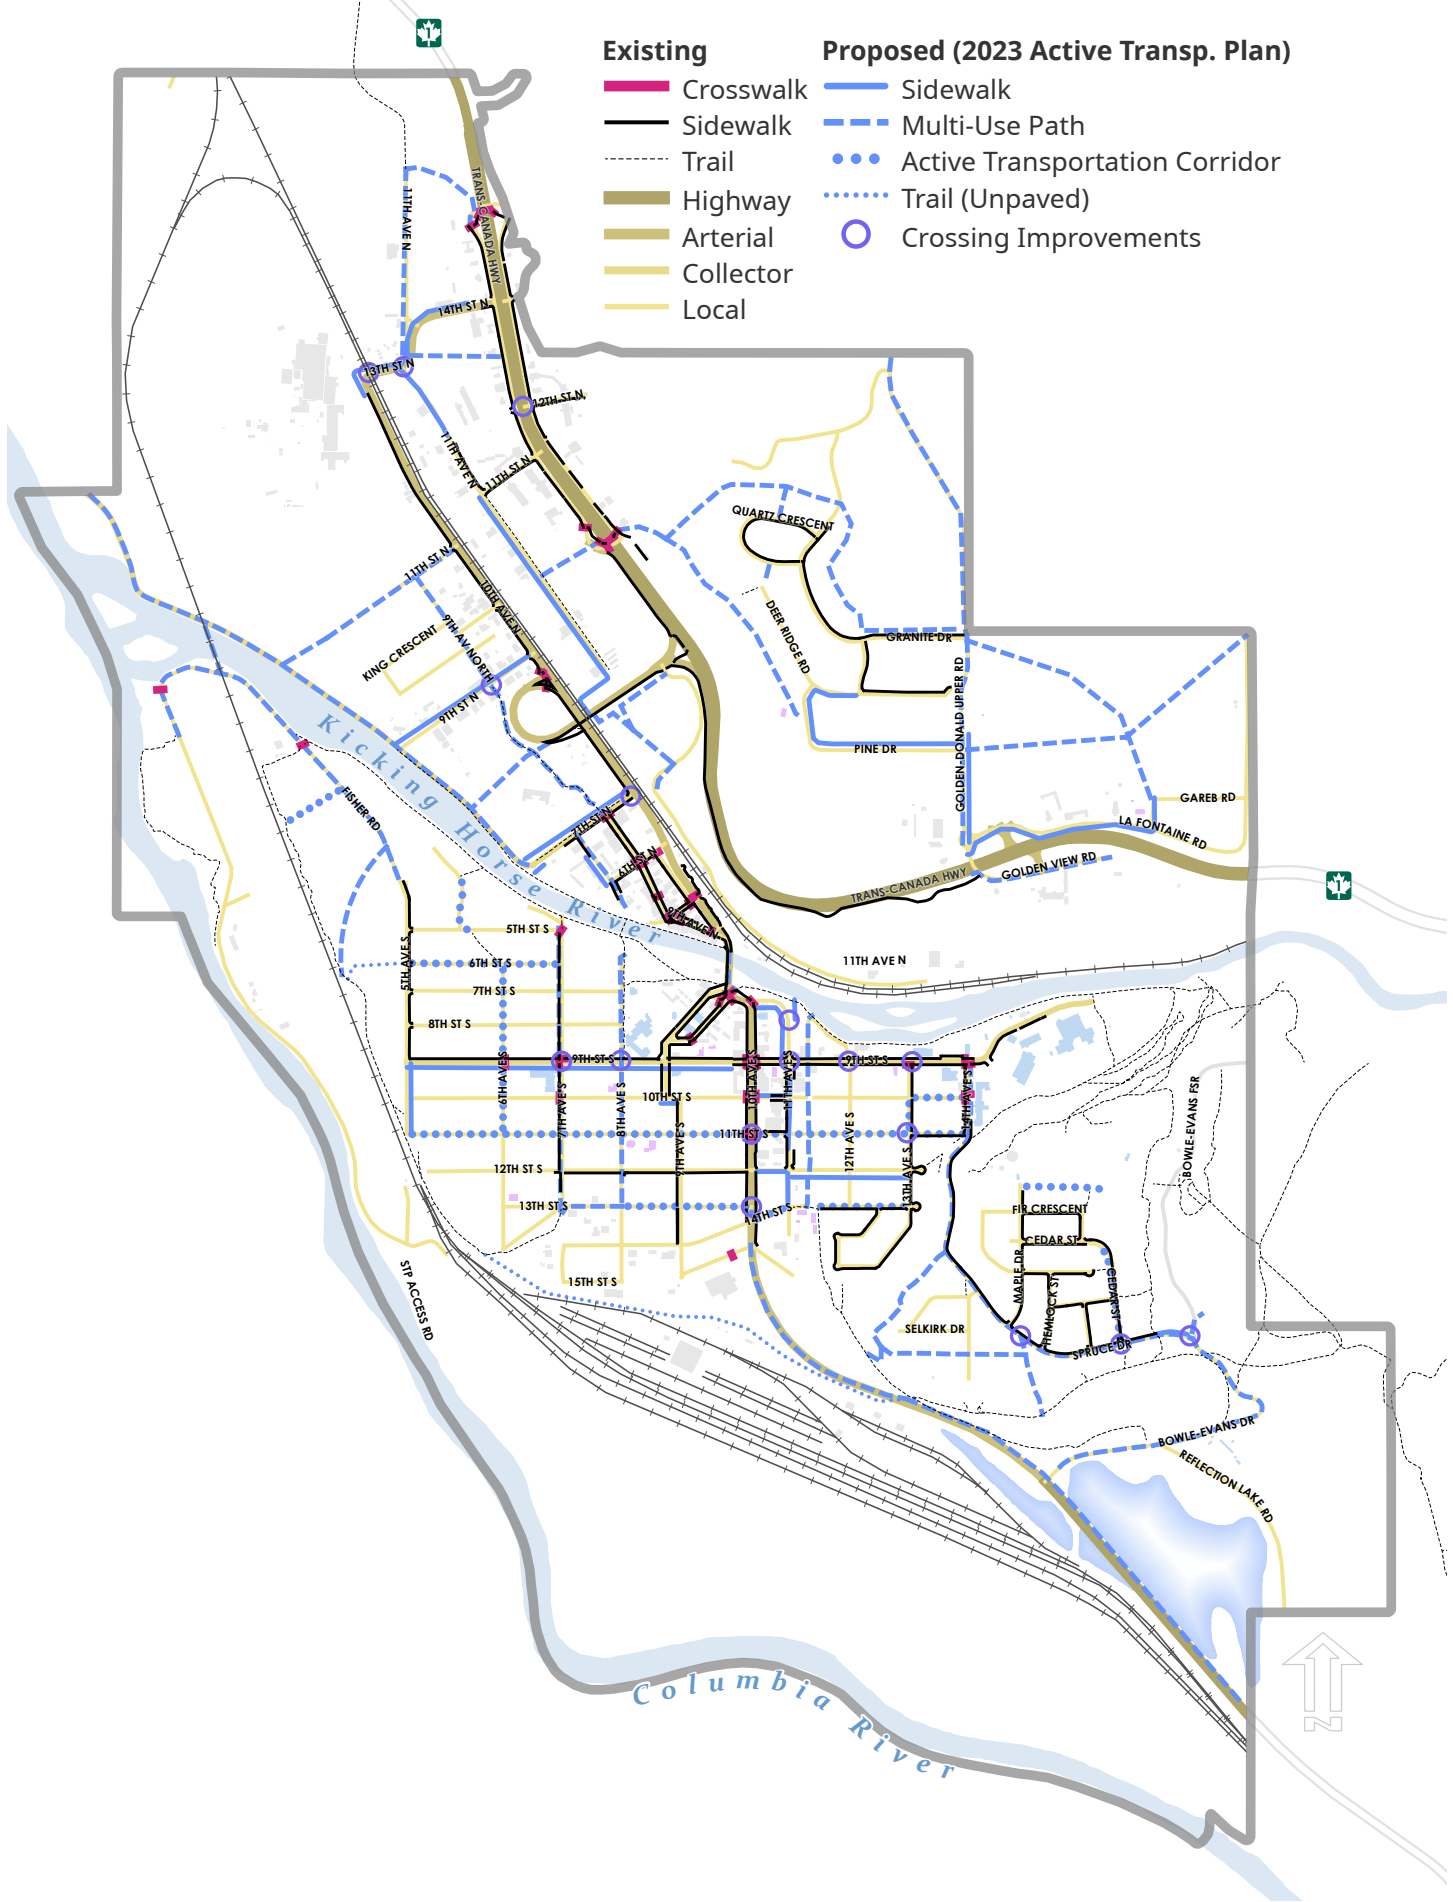 1
Existing
Proposed (2023 Active Transp. Plan)
Crosswalk
Sidewalk
Sidewalk
Multi-Use Path
Trail
Active Transportation Corridor
Highway
Trail (Unpaved)
Arterial
Crossing Improvements
Collector
Local
TRANS-CANADA HWY
11TH AVE N
14TH ST N
13TH ST N
12TH ST N
11TH AVE N
11TH ST N
QUARTZ CRESCENT
11TH ST N
10TH AVE N
9TH AV NORTH
KING CRESCENT
DEER RIDGE RD
GRANITE DR
9TH ST N
GOLDEN-DONALD UPPER RD
PINE DR
Kicking Horse River
FISHER RD
7TH ST N
6TH ST N
GAREB RD
LA FONTAINE RD
GOLDEN VIEW RD
TRANS-CANADA HWY
1
9TH AVE N
5TH ST S
5TH AVE S
6TH ST S
11TH AVE N
7TH ST S
8TH ST S
9TH ST S
9TH ST S
6TH AVE S
7TH AVE S
8TH AVE S
10TH ST S
10TH AVE S
11TH AVE S
14TH AVE S
BOWLE-EVANS FSR
11TH ST S
9TH AVE S
12TH AVE S
13TH AVE S
12TH ST S
13TH ST S
14TH ST S
FIR CRESCENT
CEDAR ST
MAPLE DR
HEMLOCK ST
CEDAR ST
15TH ST S
STP ACCESS RD
SELKIRK DR
SPRUCE DR
BOWLE-EVANS DR
REFLECTION LAKE RD
N
Columbia River